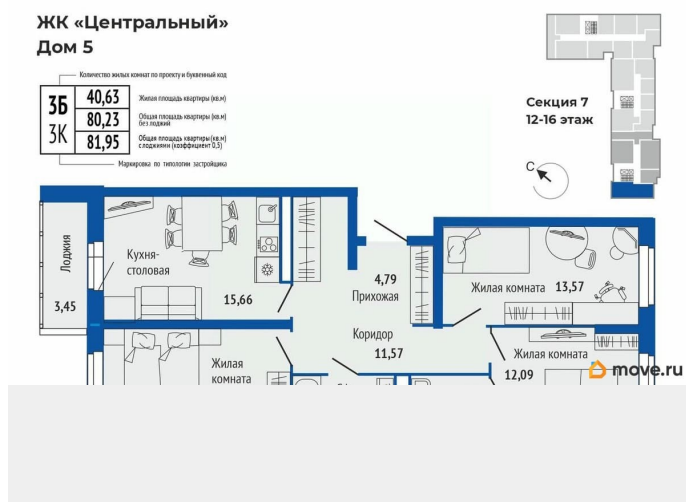 ЖК «Центральный»
Дом 5
Количество жилых комнат по проекту и буквенный код
3Б
3К
40,63
Жилая площадь квартиры (кв.м)
80,23
Общая площадь квартиры (кв.м)
без лоджий
81,95
Общая площадь квартиры (кв.м)
с лоджиями (коэффициент 0,5)
Маркировка по типологии застройщика
Секция 7
12-16 этаж
С
Лоджия
3,45
Кухня-
столовая
15,66
4,79
Прихожая
Жилая комната 13,57
Коридор
11,57
Жилая
комната
Жилая комната
12,09
move.ru